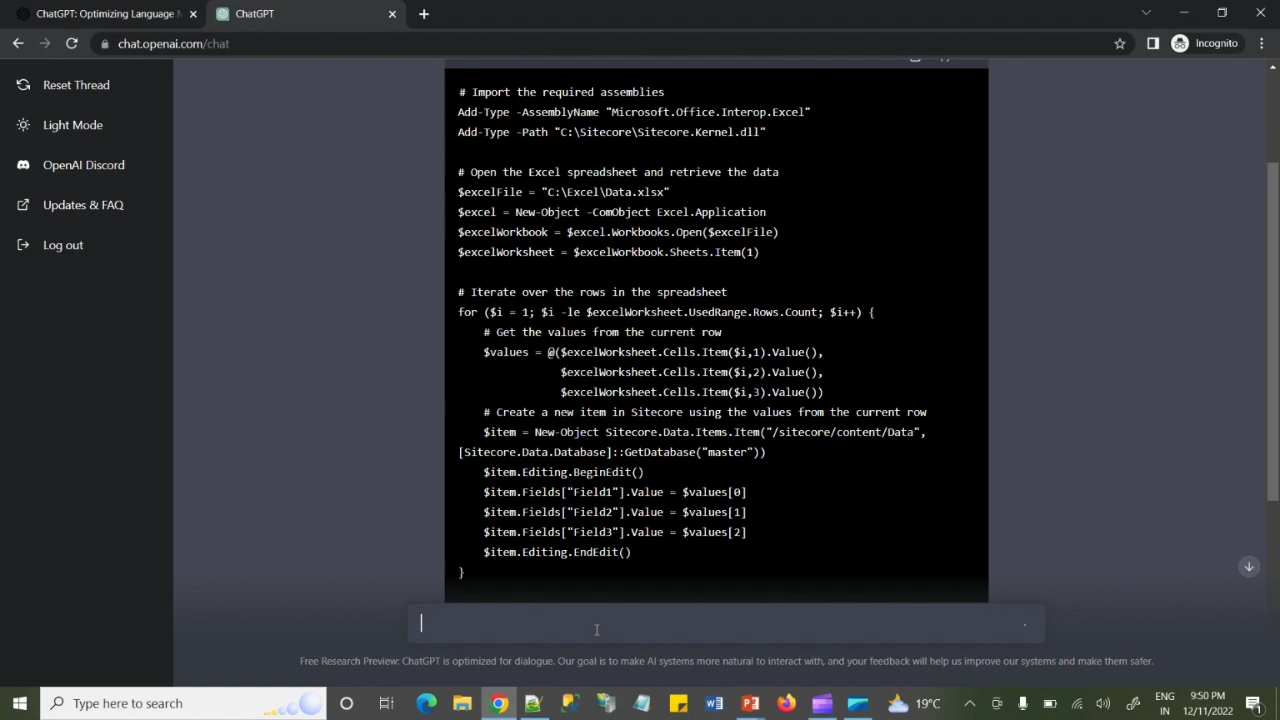 ChatGPT: Optimizing Language M
ChatGPT
chat.openai.com/chat
Incognito
Reset Thread
Light Mode
OpenAI Discord
Updates & FAQ
Log out
# Import the required assemblies
Add-Type -AssemblyName "Microsoft.Office.Interop.Excel"
Add-Type -Path "C:\Sitecore\Sitecore.Kernel.dll"
# Open the Excel spreadsheet and retrieve the data
$excelFile = "C:\Excel\Data.xlsx"
$excel = New-Object -ComObject Excel.Application
$excelWorkbook = $excel.Workbooks.Open($excelFile)
$excelWorksheet = $excelWorkbook.Sheets.Item(1)
# Iterate over the rows in the spreadsheet
for ($i = 1; $i -le $excelWorksheet.UsedRange.Rows.Count; $i++) {
# Get the values from the current row
$values = @($excelWorksheet.Cells.Item($i,1).Value(),
$excelWorksheet.Cells.Item($i,2).Value(),
$excelWorksheet.Cells.Item($i,3).Value())
# Create a new item in Sitecore using the values from the current row
$item = New-Object Sitecore.Data.Items.Item("/sitecore/content/Data",
[Sitecore.Data.Database]::GetDatabase("master"))
$item.Editing.BeginEdit()
$item.Fields["Field1"].Value = $values[0]
$item.Fields["Field2"].Value = $values[1]
$item.Fields["Field3"].Value = $values[2]
$item.Editing.EndEdit()
}
Free Research Preview: ChatGPT is optimized for dialogue. Our goal is to make AI systems more natural to interact with, and your feedback will help us improve our systems and make them safer.
Type here to search
19°C
ENG
IN
9:50 PM
12/11/2022
1